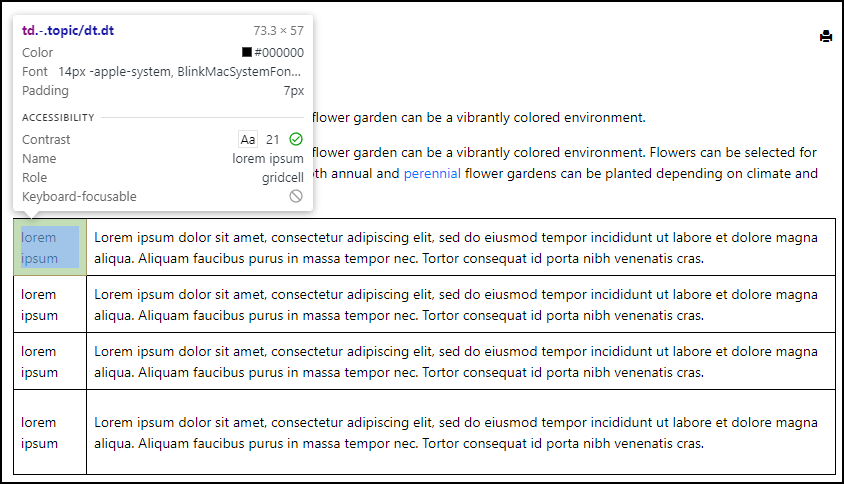 td.-.topic/dt.dt 73.3 × 57
Color #000000
Font 14px -apple-system, BlinkMacSystemFon...
Padding 7px
ACCESSIBILITY
Contrast Aa 21
Name lorem ipsum
Role gridcell
Keyboard-focusable
flower garden can be a vibrantly colored environment.
flower garden can be a vibrantly colored environment. Flowers can be selected for
oth annual and perennial flower gardens can be planted depending on climate and
lorem
ipsum
Lorem ipsum dolor sit amet, consectetur adipiscing elit, sed do eiusmod tempor incididunt ut labore et dolore magna
aliqua. Aliquam faucibus purus in massa tempor nec. Tortor consequat id porta nibh venenatis cras.
lorem
ipsum
Lorem ipsum dolor sit amet, consectetur adipiscing elit, sed do eiusmod tempor incididunt ut labore et dolore magna
aliqua. Aliquam faucibus purus in massa tempor nec. Tortor consequat id porta nibh venenatis cras.
lorem
ipsum
Lorem ipsum dolor sit amet, consectetur adipiscing elit, sed do eiusmod tempor incididunt ut labore et dolore magna
aliqua. Aliquam faucibus purus in massa tempor nec. Tortor consequat id porta nibh venenatis cras.
lorem
ipsum
Lorem ipsum dolor sit amet, consectetur adipiscing elit, sed do eiusmod tempor incididunt ut labore et dolore magna
aliqua. Aliquam faucibus purus in massa tempor nec. Tortor consequat id porta nibh venenatis cras.